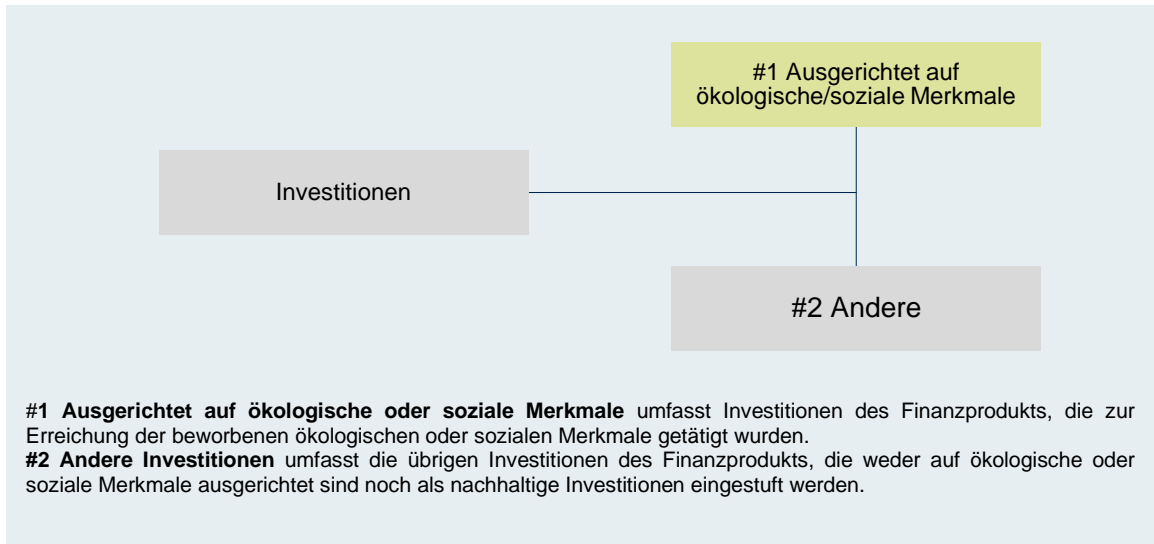 #1 Ausgerichtet auf
ökologische/soziale Merkmale
Investitionen
#2 Andere
#1 Ausgerichtet auf ökologische oder soziale Merkmale umfasst Investitionen des Finanzprodukts, die zur
Erreichung der beworbenen ökologischen oder sozialen Merkmale getätigt wurden.
#2 Andere Investitionen umfasst die übrigen Investitionen des Finanzprodukts, die weder auf ökologische oder
soziale Merkmale ausgerichtet sind noch als nachhaltige Investitionen eingestuft werden.